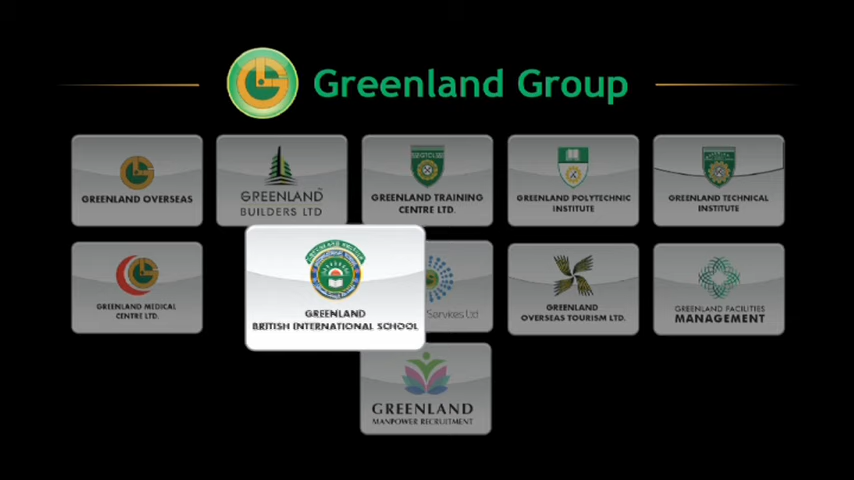 Greenland Group
GREENLAND OVERSEAS
GREENLAND
BUILDERS LTD
GREENLAND TRAINING
CENTRE LTD.
GREENLAND POLYTECHNIC
INSTITUTE
GREENLAND TECHNICAL
INSTITUTE
GREENLAND MEDICAL
CENTRE LTD.
GREENLAND
BRITISH INTERNATIONAL SCHOOL
Services Ltd
GREENLAND
OVERSEAS TOURISM LTD.
GREENLAND FACILITIES
MANAGEMENT
GREENLAND
MANPOWER RECRUITMENT